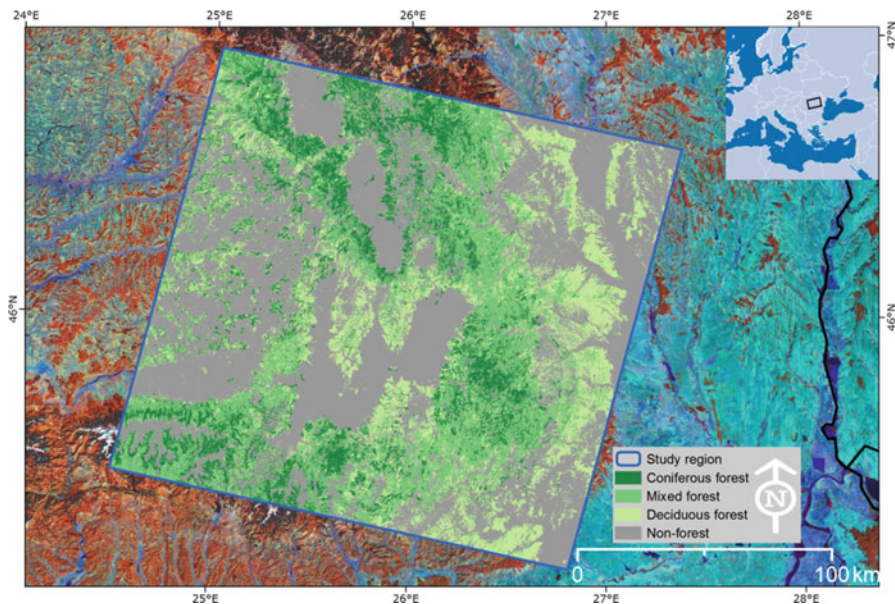 24°E
25°E
26°E
27°E
28°E
47°N
46°N
46°N
Study region
Coniferous forest
Mixed forest
Deciduous forest
Non-forest
N
0
100 km
25°E
26°E
27°E
28°E